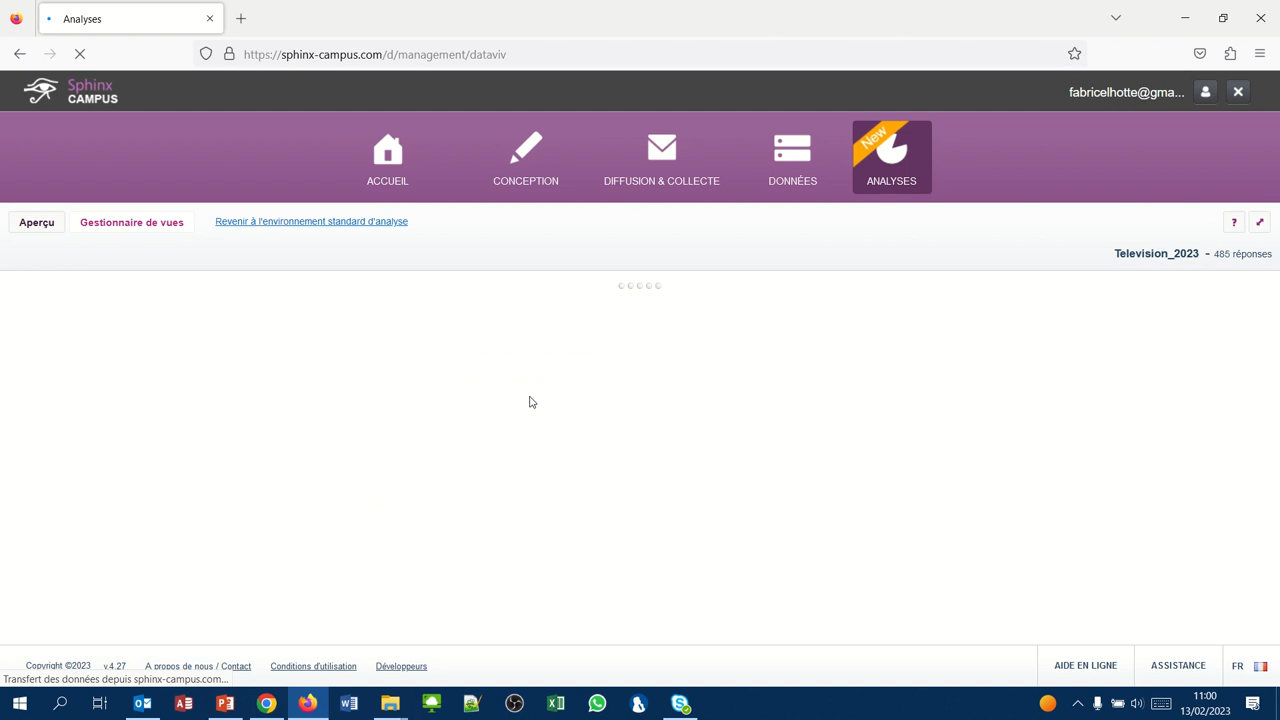 Analyses
https://sphinx-campus.com/d/management/dataviv
Sphinx
CAMPUS
fabricelhotte@gma...
ACCUEIL
CONCEPTION
DIFFUSION & COLLECTE
DONNÉES
New
ANALYSES
Aperçu
Gestionnaire de vues
Revenir à l'environnement standard d'analyse
?
Television_2023 - 485 réponses
Copyright ©2023 v.4.27 A propos de nous / Contact Conditions d'utilisation Développeurs
AIDE EN LIGNE
ASSISTANCE
FR
Transfert des données depuis sphinx-campus.com...
11:00
13/02/2023